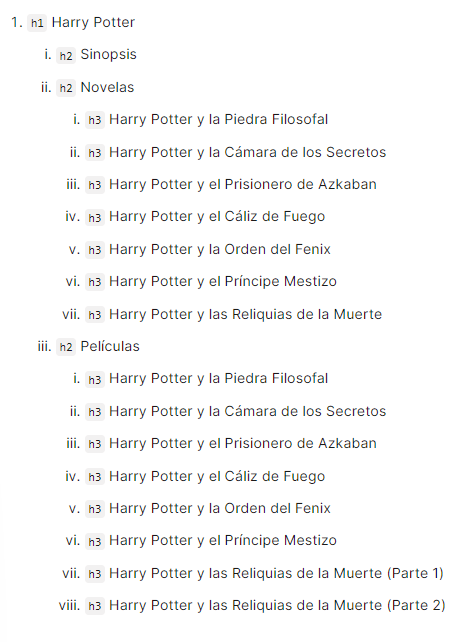 1. h1 Harry Potter
i. h2 Sinopsis
ii. h2 Novelas
i. h3 Harry Potter y la Piedra Filosofal
ii. h3 Harry Potter y la Cámara de los Secretos
iii. h3 Harry Potter y el Prisionero de Azkaban
iv. h3 Harry Potter y el Cáliz de Fuego
v. h3 Harry Potter y la Orden del Fenix
vi. h3 Harry Potter y el Príncipe Mestizo
vii. h3 Harry Potter y las Reliquias de la Muerte
iii. h2 Películas
i. h3 Harry Potter y la Piedra Filosofal
ii. h3 Harry Potter y la Cámara de los Secretos
iii. h3 Harry Potter y el Prisionero de Azkaban
iv. h3 Harry Potter y el Cáliz de Fuego
v. h3 Harry Potter y la Orden del Fenix
vi. h3 Harry Potter y el Príncipe Mestizo
vii. h3 Harry Potter y las Reliquias de la Muerte (Parte 1)
viii. h3 Harry Potter y las Reliquias de la Muerte (Parte 2)